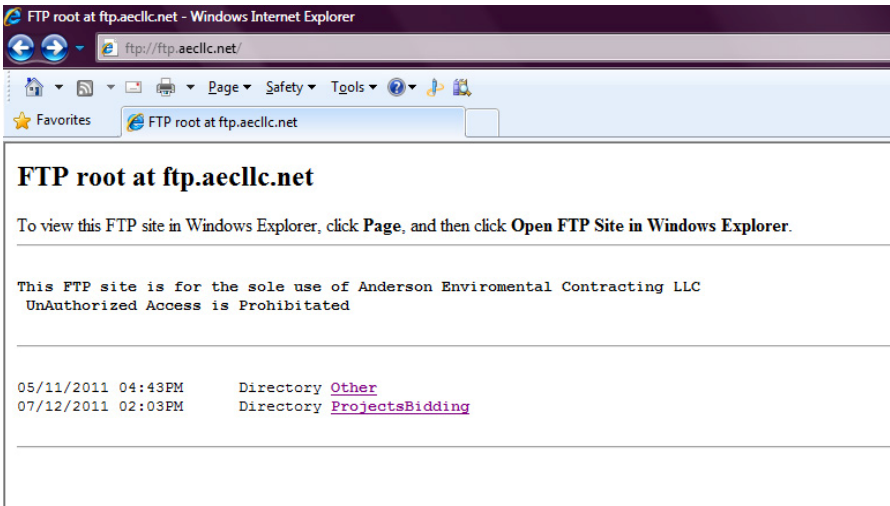 FTP root at ftp.aecllc.net - Windows Internet Explorer
ftp://ftp.aecllc.net/
Page Safety Tools
Favorites FTP root at ftp.aecllc.net
FTP root at ftp.aecllc.net
To view this FTP site in Windows Explorer, click Page, and then click Open FTP Site in Windows Explorer.
This FTP site is for the sole use of Anderson Enviromental Contracting LLC
UnAuthorized Access is Prohibitated
05/11/2011 04:43PM Directory Other
07/12/2011 02:03PM Directory ProjectsBidding